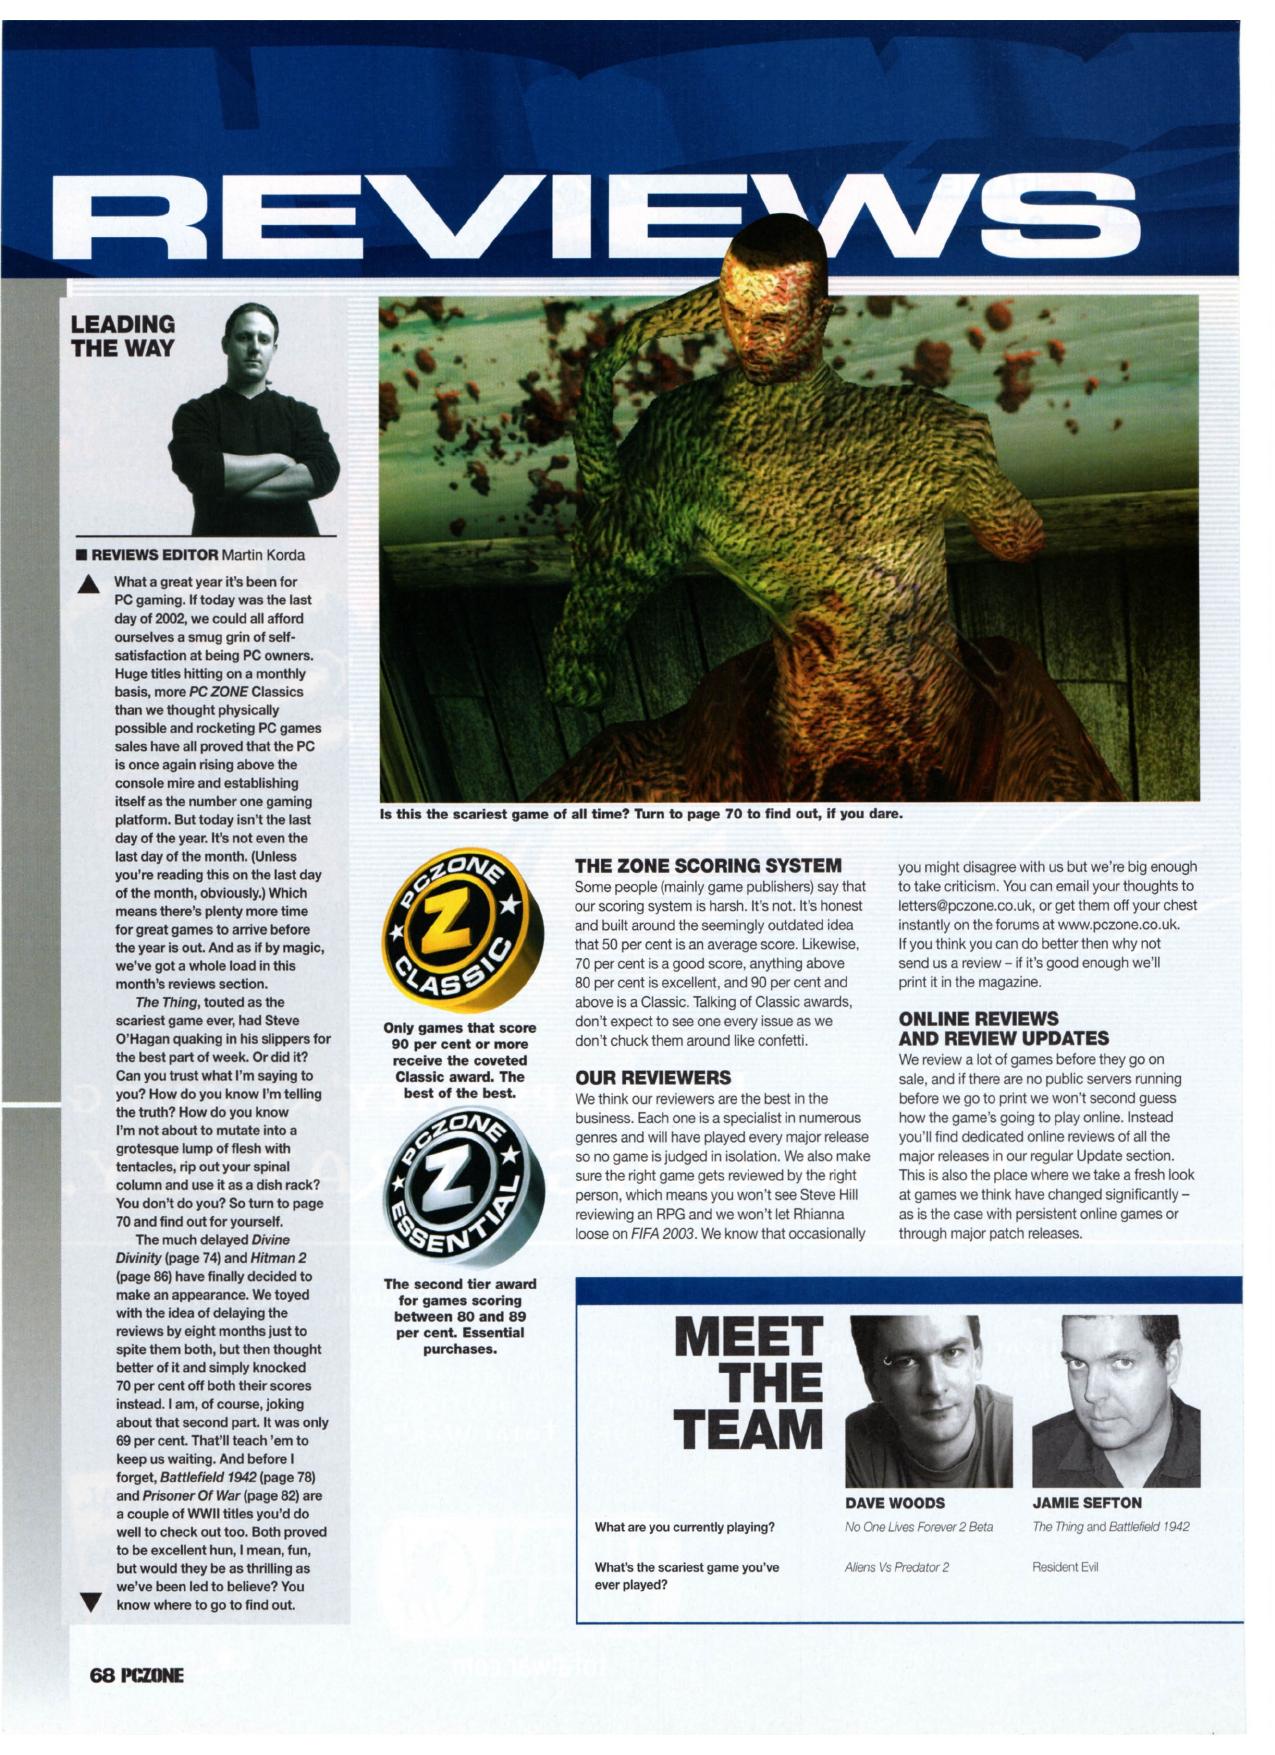 REVIEWS
LEADING
THE WAY
■ REVIEWS EDITOR Martin Korda
What a great year it's been for
PC gaming. If today was the last
day of 2002, we could all afford
ourselves a smug grin of self-
satisfaction at being PC owners.
Huge titles hitting on a monthly
basis, more PC ZONE Classics
than we thought physically
possible and rocketing PC games
sales have all proved that the PC
is once again rising above the
console mire and establishing
itself as the number one gaming
platform. But today isn't the last
day of the year. It's not even the
last day of the month. (Unless
you're reading this on the last day
of the month, obviously.) Which
means there's plenty more time
for great games to arrive before
the year is out. And as if by magic,
we've got a whole load in this
month's reviews section.
The Thing, touted as the
scariest game ever, had Steve
O'Hagan quaking in his slippers for
the best part of week. Or did it?
Can you trust what I'm saying to
you? How do you know I'm telling
the truth? How do you know
I'm not about to mutate into a
grotesque lump of flesh with
tentacles, rip out your spinal
column and use it as a dish rack?
You don't do you? So turn to page
70 and find out for yourself.
The much delayed Divine
Divinity (page 74) and Hitman 2
(page 86) have finally decided to
make an appearance. We toyed
with the idea of delaying the
reviews by eight months just to
spite them both, but then thought
better of it and simply knocked
70 per cent off both their scores
instead. I am, of course, joking
about that second part. It was only
69 per cent. That'll teach 'em to
keep us waiting. And before I
forget, Battlefield 1942 (page 78)
and Prisoner Of War (page 82) are
a couple of WWII titles you'd do
well to check out too. Both proved
to be excellent hun, I mean, fun,
but would they be as thrilling as
we've been led to believe? You
know where to go to find out.
Is this the scariest game of all time? Turn to page 70 to find out, if you dare.
PCZONE
Z
CLASSIC
Only games that score
90 per cent or more
receive the coveted
Classic award. The
best of the best.
PCZONE
Z
ESSENTIAL
The second tier award
for games scoring
between 80 and 89
per cent. Essential
purchases.
THE ZONE SCORING SYSTEM
Some people (mainly game publishers) say that
our scoring system is harsh. It's not. It's honest
and built around the seemingly outdated idea
that 50 per cent is an average score. Likewise,
70 per cent is a good score, anything above
80 per cent is excellent, and 90 per cent and
above is a Classic. Talking of Classic awards,
don't expect to see one every issue as we
don't chuck them around like confetti.
OUR REVIEWERS
We think our reviewers are the best in the
business. Each one is a specialist in numerous
genres and will have played every major release
so no game is judged in isolation. We also make
sure the right game gets reviewed by the right
person, which means you won't see Steve Hill
reviewing an RPG and we won't let Rhianna
loose on FIFA 2003. We know that occasionally
you might disagree with us but we're big enough
to take criticism. You can email your thoughts to
letters@pczone.co.uk, or get them off your chest
instantly on the forums at www.pczone.co.uk.
If you think you can do better then why not
send us a review – if it's good enough we'll
print it in the magazine.
ONLINE REVIEWS
AND REVIEW UPDATES
We review a lot of games before they go on
sale, and if there are no public servers running
before we go to print we won't second guess
how the game's going to play online. Instead
you'll find dedicated online reviews of all the
major releases in our regular Update section.
This is also the place where we take a fresh look
at games we think have changed significantly –
as is the case with persistent online games or
through major patch releases.
MEET
THE
TEAM
DAVE WOODS
JAMIE SEFTON
What are you currently playing?
No One Lives Forever 2 Beta
The Thing and Battlefield 1942
What's the scariest game you've
ever played?
Aliens Vs Predator 2
Resident Evil
68 PCZONE